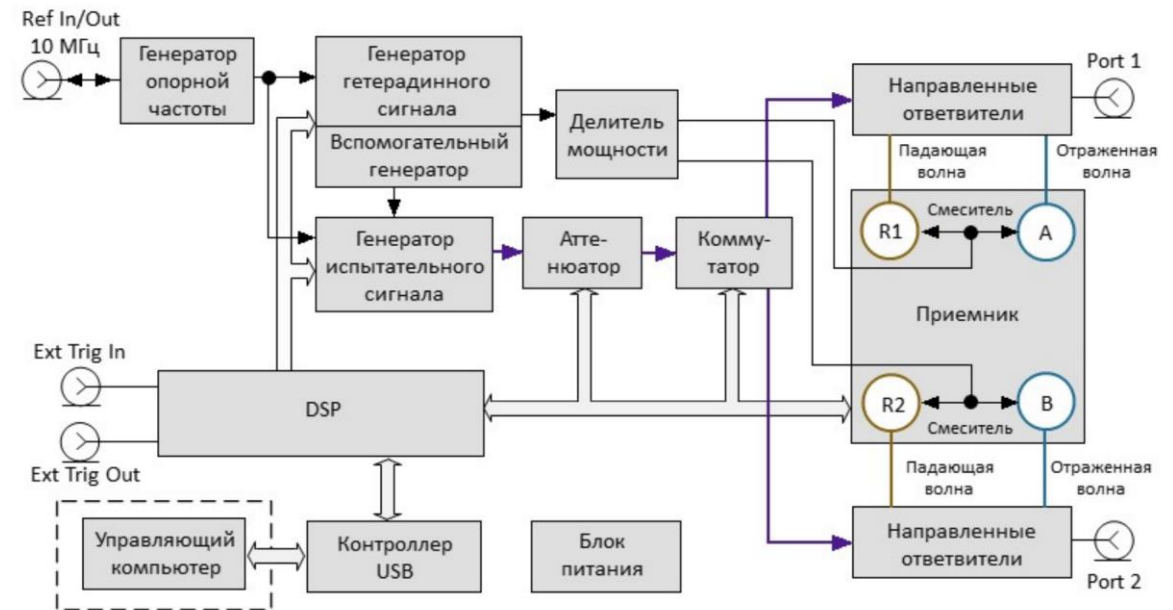 Ref In/Out
10 МГц
Генератор
опорной
частоты
Генератор
гетерадинного
сигнала
Вспомогательный
генератор
Делитель
мощности
Направленные
ответвители
Port 1
Падающая
волна
Отраженная
волна
Генератор
испытательного
сигнала
Атте-
нюатор
Комму-
татор
R1
Смеситель
A
Приемник
Ext Trig In
DSP
Ext Trig Out
R2
Смеситель
B
Падающая
волна
Отраженная
волна
Управляющий
компьютер
Контроллер
USB
Блок
питания
Направленные
ответвители
Port 2